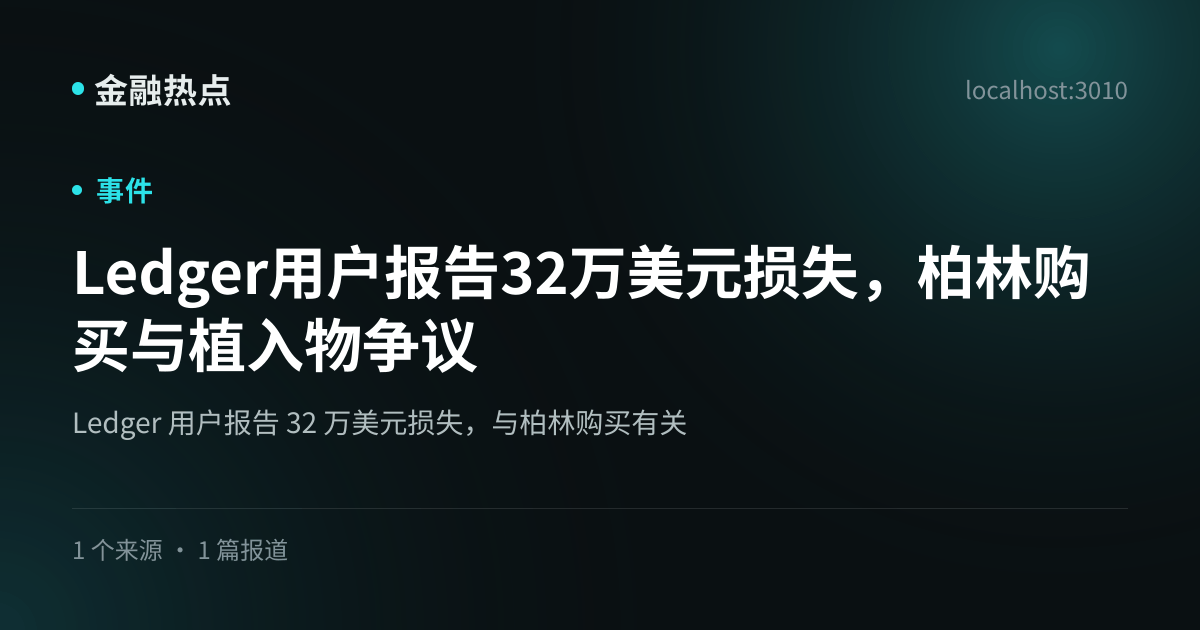 金融热点
localhost:3010
事件
Ledger用户报告32万美元损失，柏林购
买与植入物争议
Ledger 用户报告 32 万美元损失，与柏林购买有关
1 个来源 · 1 篇报道